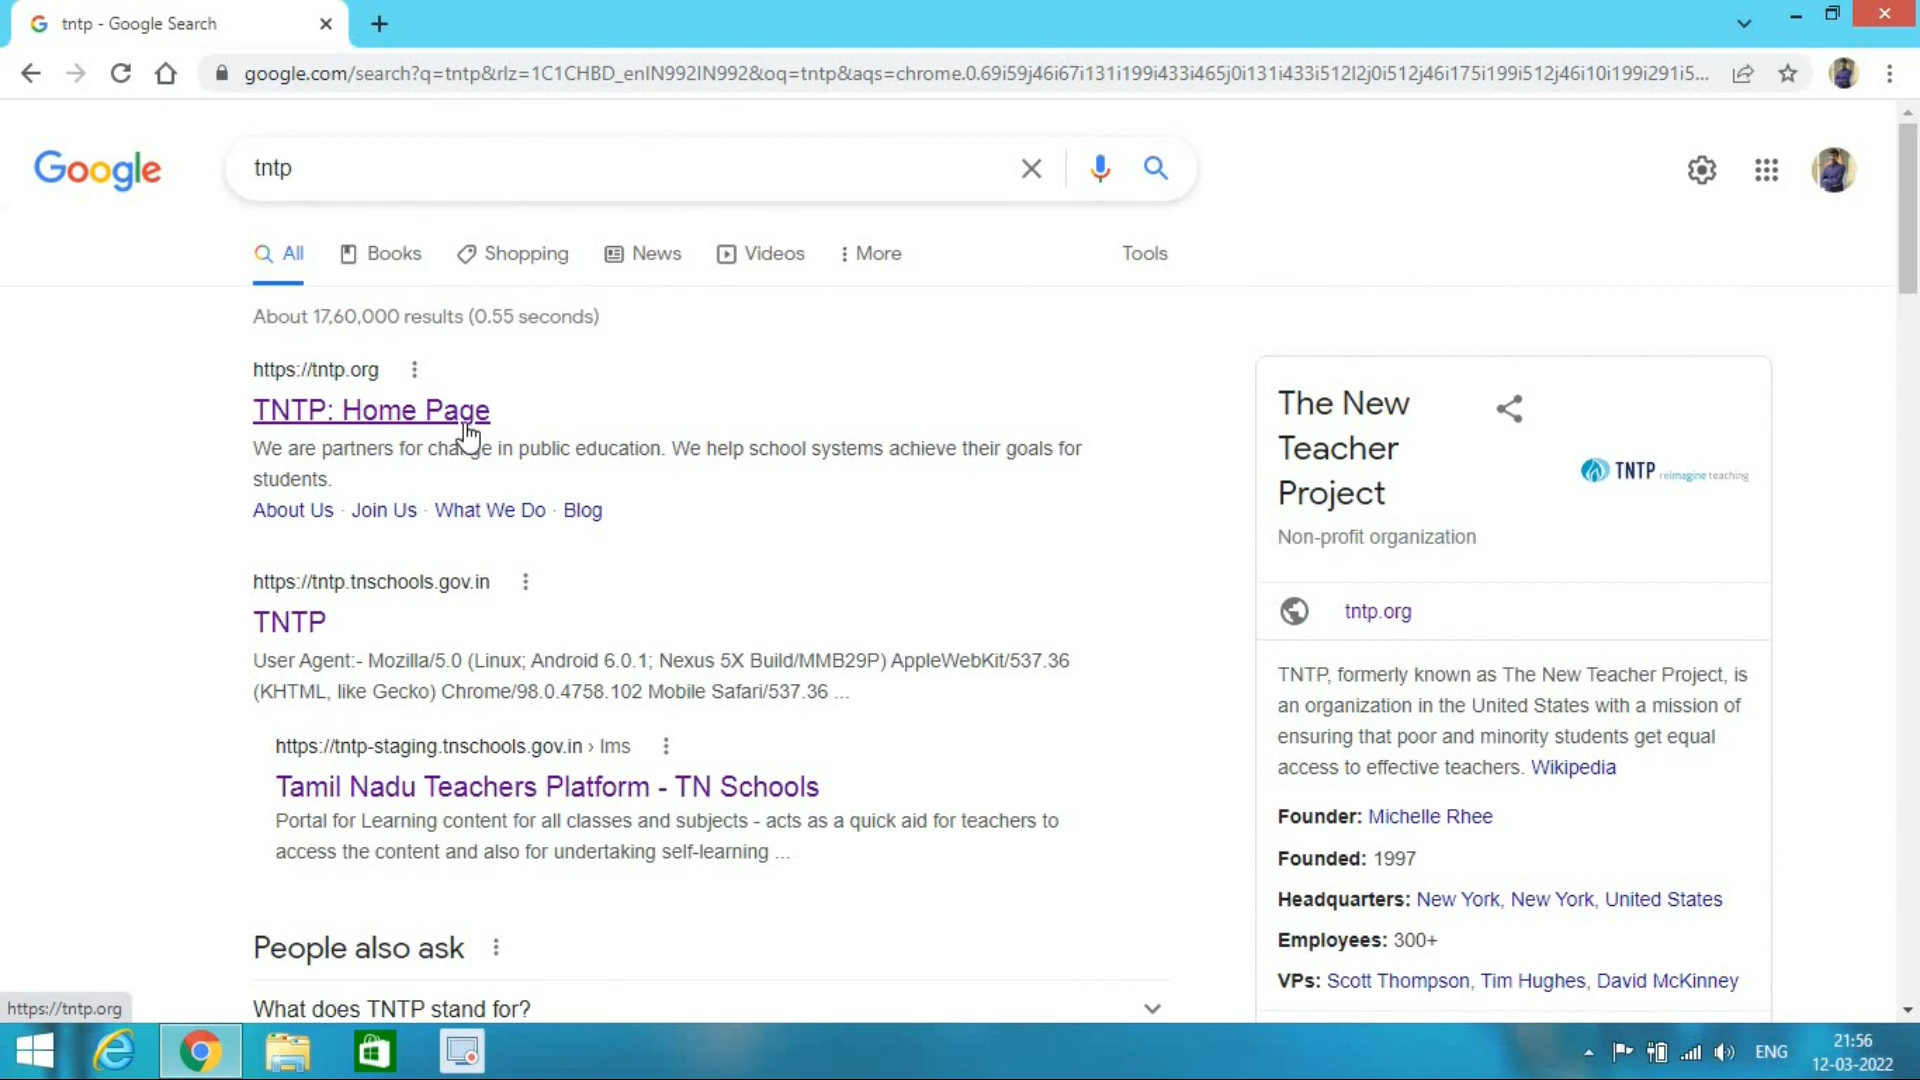 tntp - Google Search
google.com/search?q=tntp&rlz=1C1CHBD_enIN992IN992&oq=tntp&aqs=chrome.0.69i59j46i67i131i199i433i465j0i131i433i512l2j0i512j46i175i199i512j46i10i199i291i5...
Google
tntp
All
Books
Shopping
News
Videos
More
Tools
About 17,60,000 results (0.55 seconds)
https://tntp.org
TNTP: Home Page
We are partners for change in public education. We help school systems achieve their goals for
students.
About Us · Join Us · What We Do · Blog
https://tntp.tnschools.gov.in
TNTP
User Agent:- Mozilla/5.0 (Linux; Android 6.0.1; Nexus 5X Build/MMB29P) AppleWebKit/537.36
(KHTML, like Gecko) Chrome/98.0.4758.102 Mobile Safari/537.36 ...
https://tntp-staging.tnschools.gov.in › lms
Tamil Nadu Teachers Platform - TN Schools
Portal for Learning content for all classes and subjects - acts as a quick aid for teachers to
access the content and also for undertaking self-learning ...
People also ask
What does TNTP stand for?
The New
Teacher
Project
TNTP reimagine teaching
Non-profit organization
tntp.org
TNTP, formerly known as The New Teacher Project, is
an organization in the United States with a mission of
ensuring that poor and minority students get equal
access to effective teachers. Wikipedia
Founder: Michelle Rhee
Founded: 1997
Headquarters: New York, New York, United States
Employees: 300+
VPs: Scott Thompson, Tim Hughes, David McKinney
https://tntp.org
ENG
21:56
12-03-2022